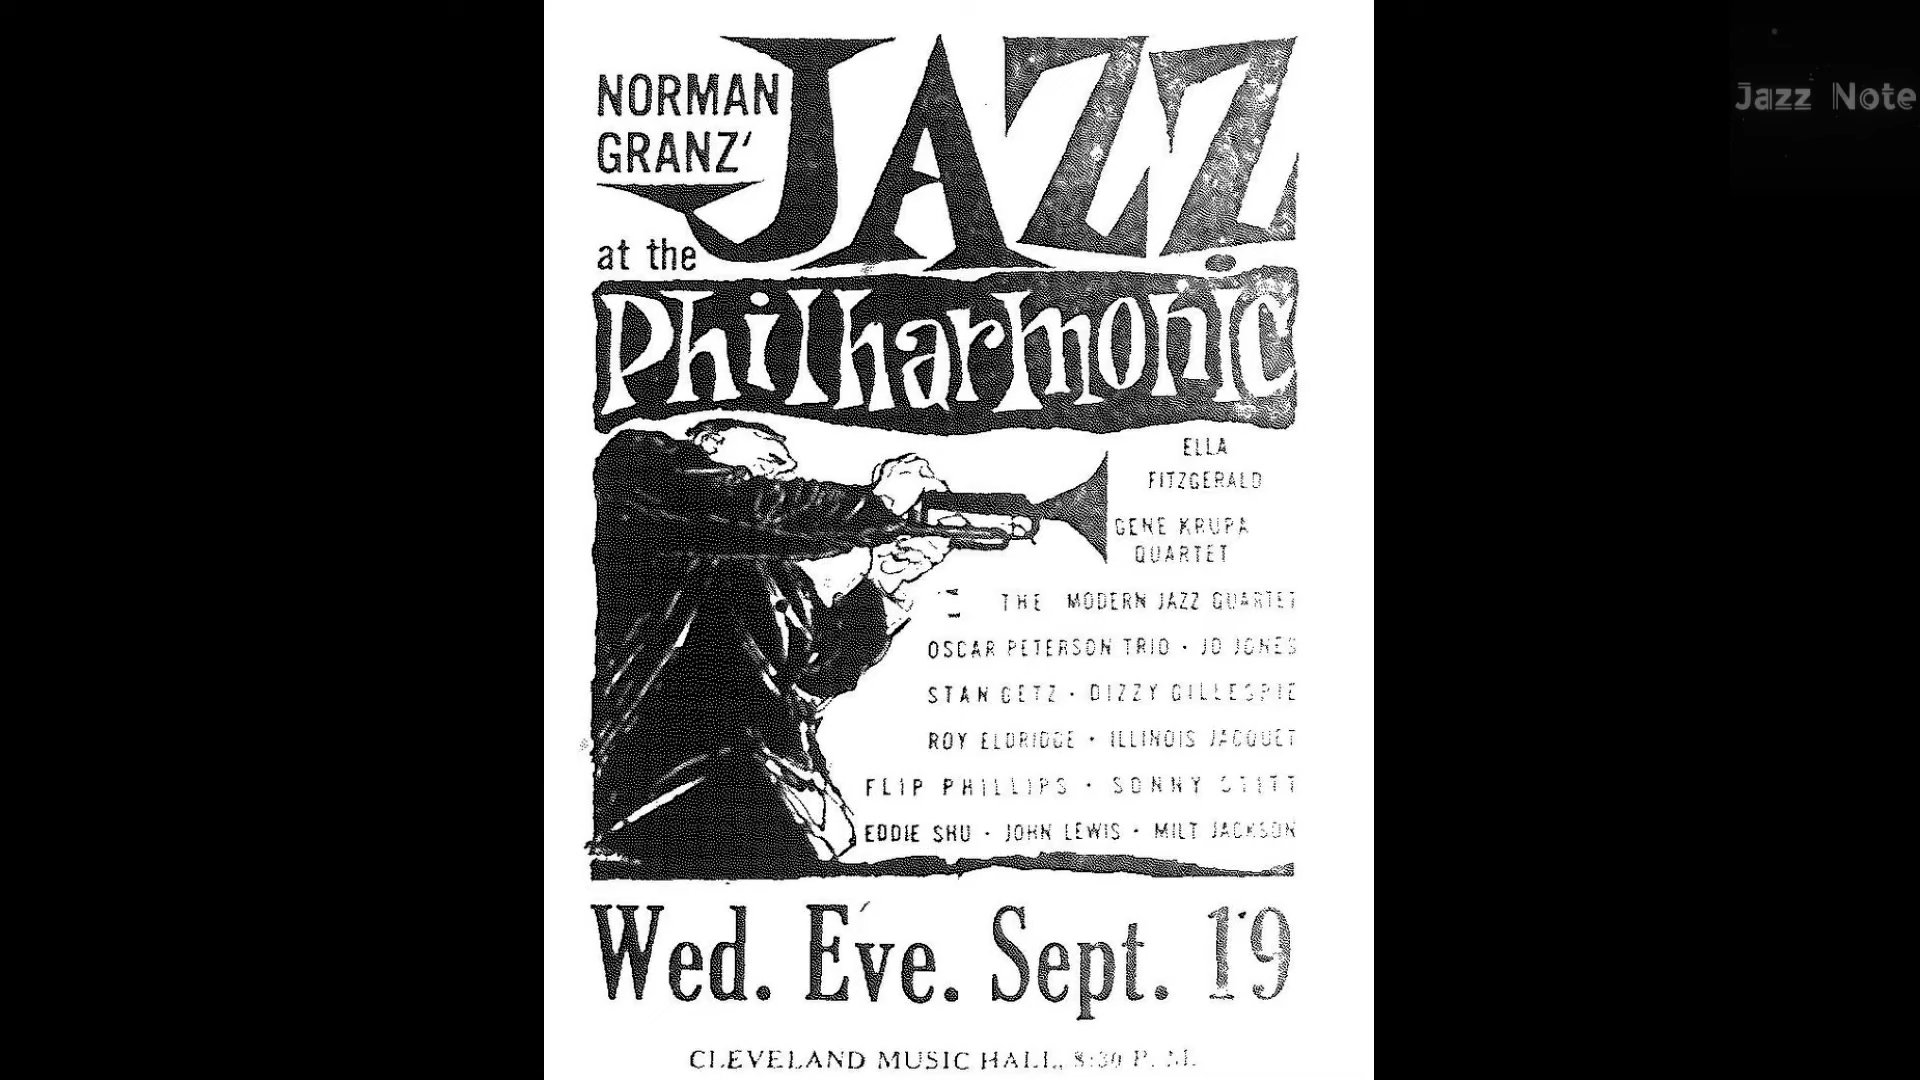 NORMAN
GRANZ'
JAZZ
at the
Philharmonic
ELLA
FITZGERALD
GENE KRUPA
QUARTET
THE MODERN JAZZ QUARTET
OSCAR PETERSON TRIO · JO JONES
STAN GETZ · DIZZY GILLESPIE
ROY ELDRIDGE · ILLINOIS JACQUET
FLIP PHILLIPS · SONNY STITT
EDDIE SHU · JOHN LEWIS · MILT JACKSON
Wed. Eve. Sept. 19
CLEVELAND MUSIC HALL, 8:30 P. M.
Jazz Note